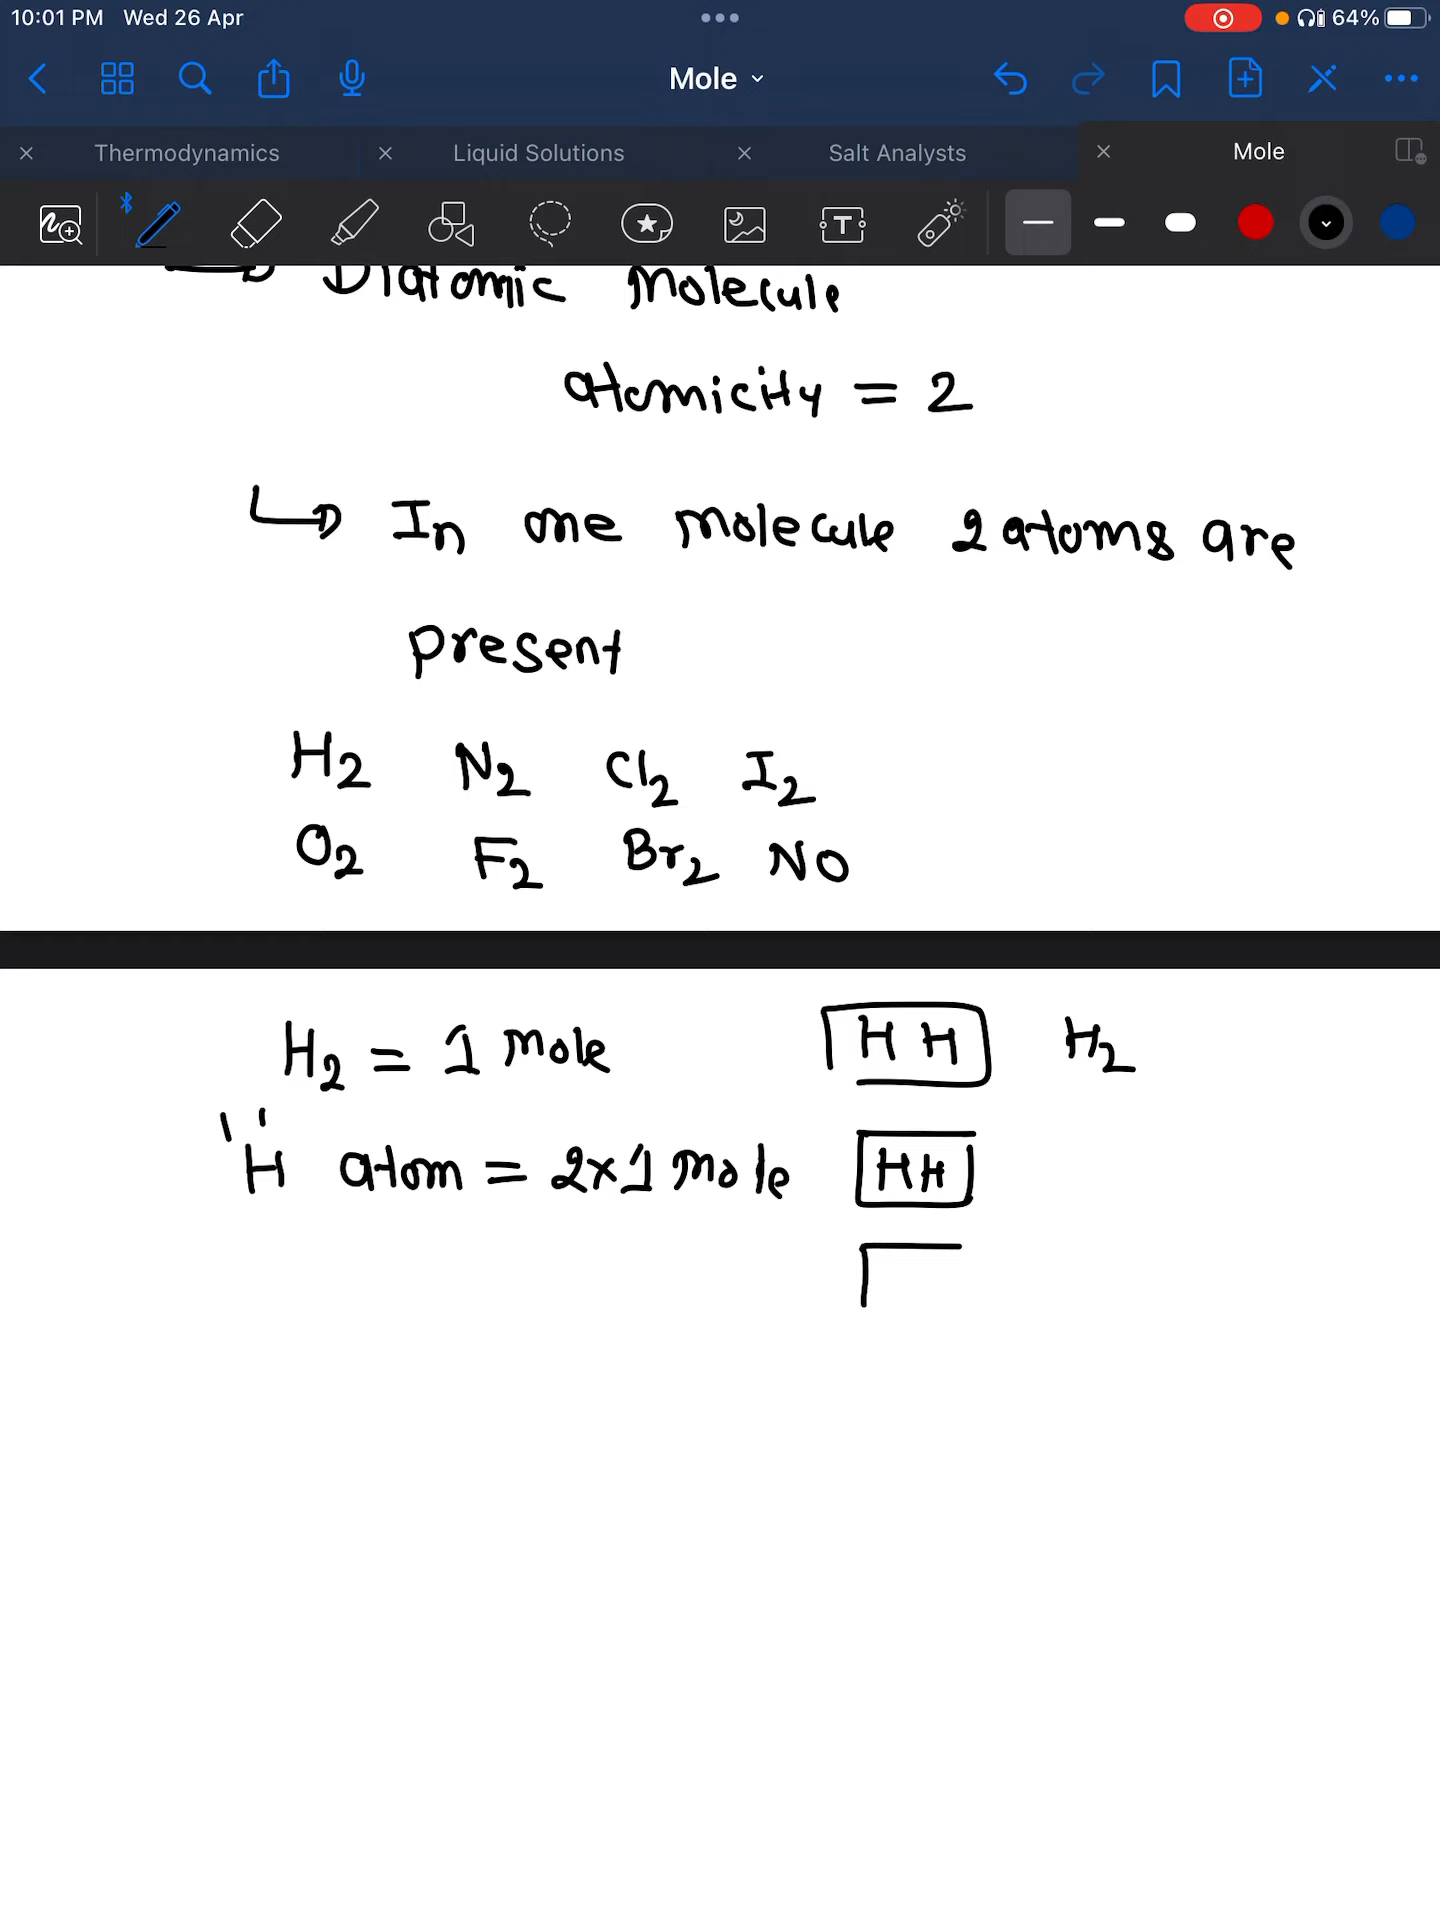 10:01 PM Wed 26 Apr 64%
Mole
Thermodynamics Liquid Solutions Salt Analysts Mole
T
Diatomic Molecule
atomicity = 2
In one molecule 2 atoms are
present
H2 N2 Cl2 I2
O2 F2 Br2 NO
H2 = 1 mole HH H2
"H atom = 2x1 mole HH